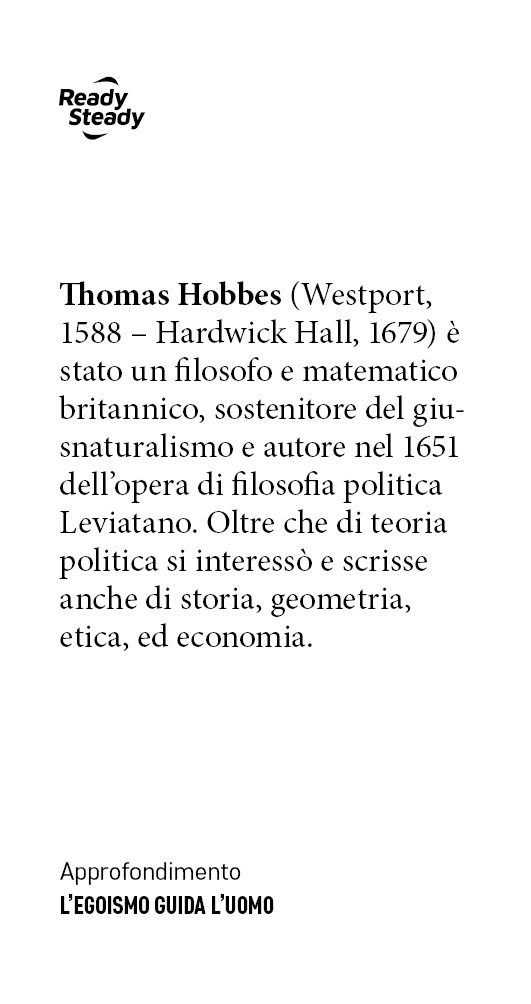 Ready
Steady
Thomas Hobbes (Westport,
1588 – Hardwick Hall, 1679) è
stato un filosofo e matematico
britannico, sostenitore del giu-
snaturalismo e autore nel 1651
dell’opera di filosofia politica
Leviatano. Oltre che di teoria
politica si interessò e scrisse
anche di storia, geometria,
etica, ed economia.
Approfondimento
L’EGOISMO GUIDA L’UOMO